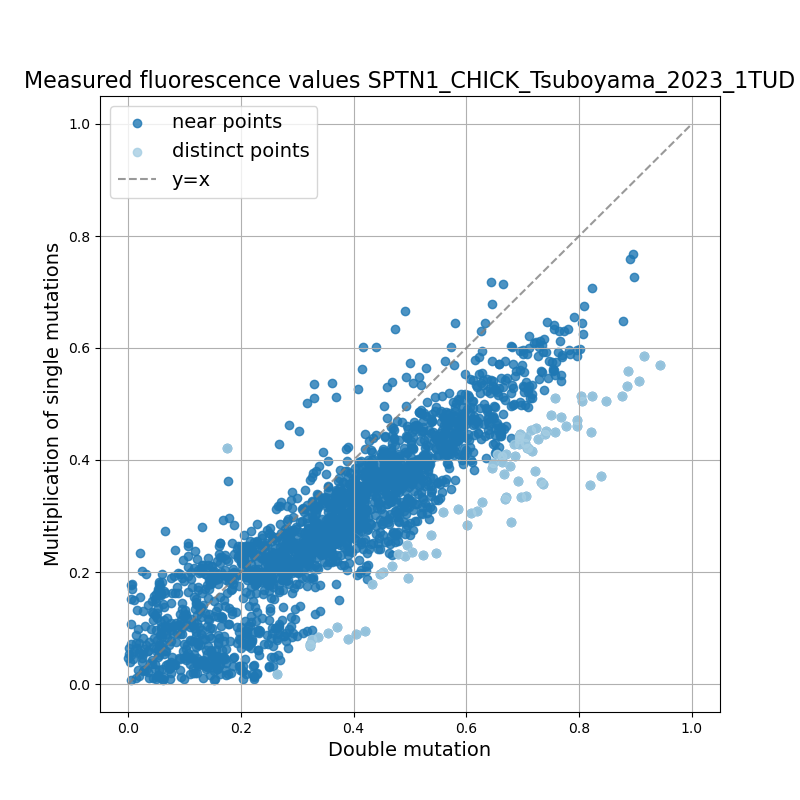 Measured fluorescence values SPTN1_CHICK_Tsuboyama_2023_1TUD
near points
distinct points
y=x
1.0
0.8
0.6
0.4
0.2
0.0
Multiplication of single mutations
0.0 0.2 0.4 0.6 0.8 1.0
Double mutation